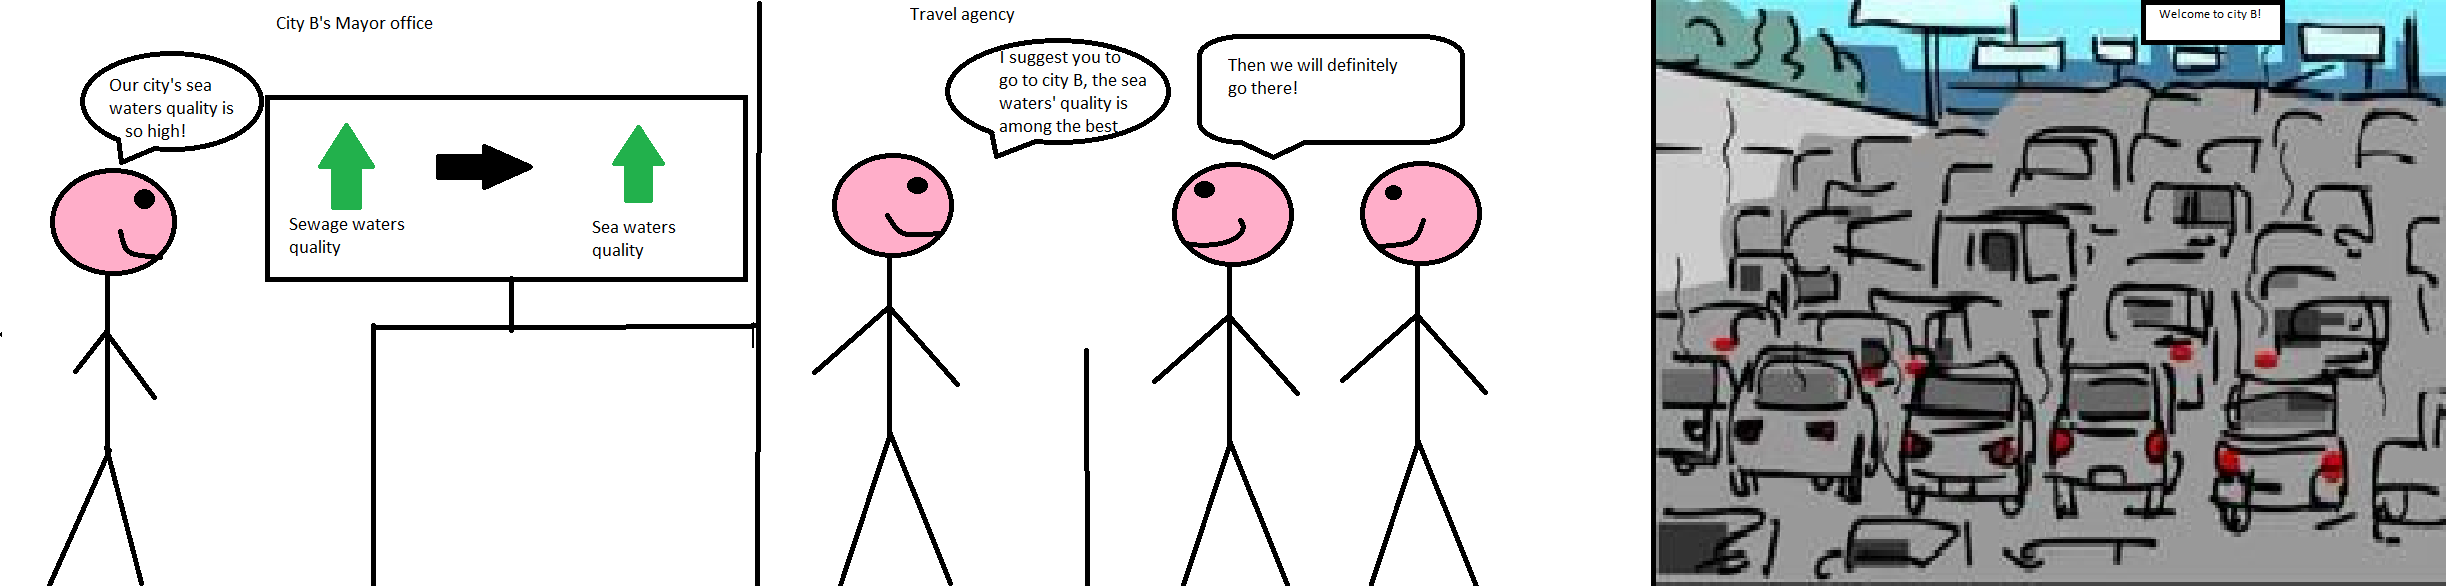 City B's Mayor office
Our city's sea
waters quality is
so high!
Sewage waters
quality
Sea waters
quality
Travel agency
I suggest you to
go to city B, the sea
waters' quality is
among the best
Then we will definitely
go there!
Welcome to city B!